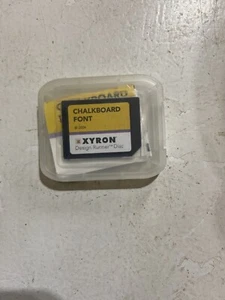 CHALKBOARD
FONT
XYRON
Design Runner™ Disc